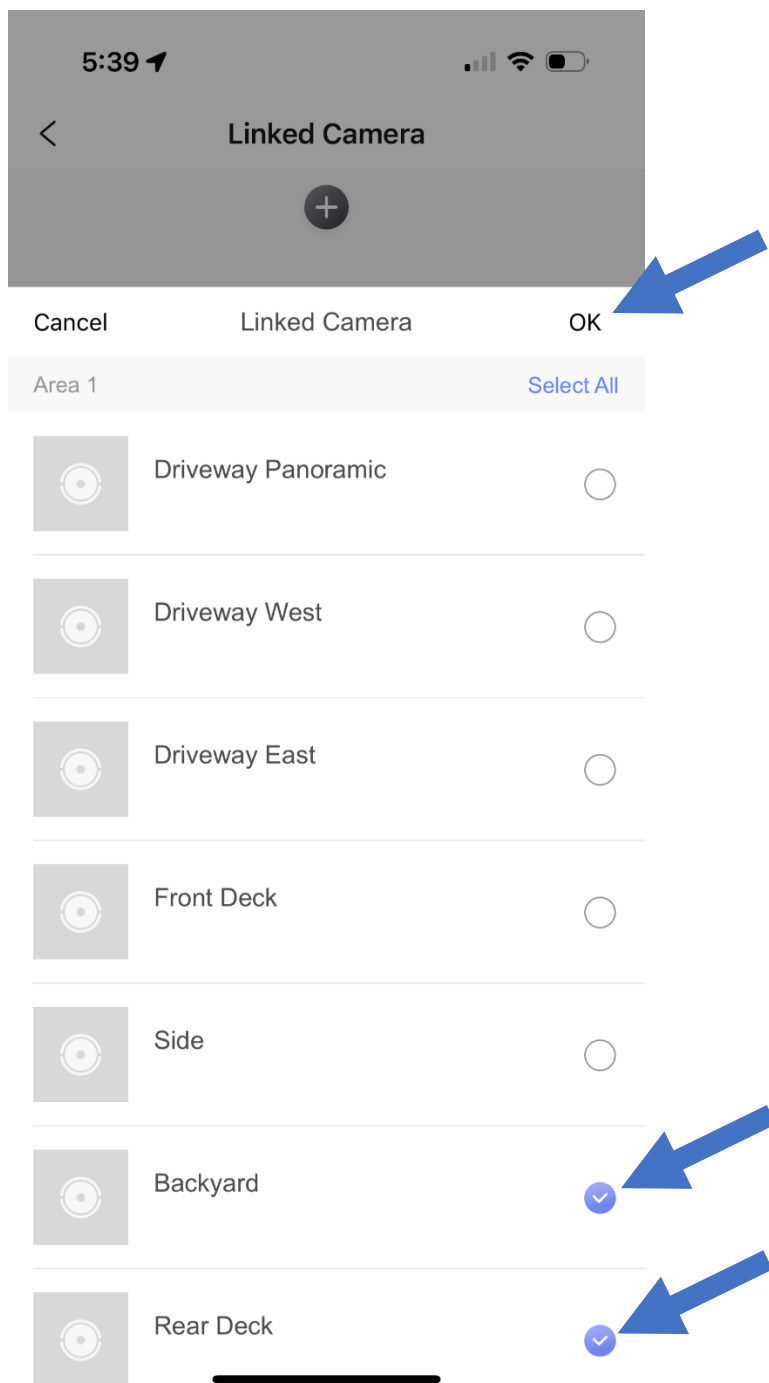 5:39
Linked Camera
Cancel Linked Camera OK
Area 1 Select All
Driveway Panoramic
Driveway West
Driveway East
Front Deck
Side
Backyard
Rear Deck